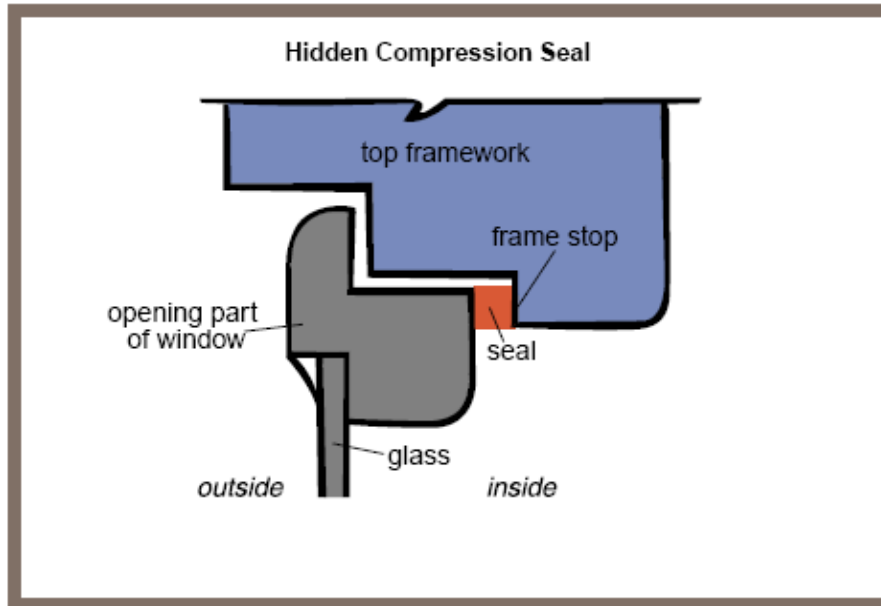 Hidden Compression Seal
top framework
frame stop
opening part
of window
seal
glass
outside
inside